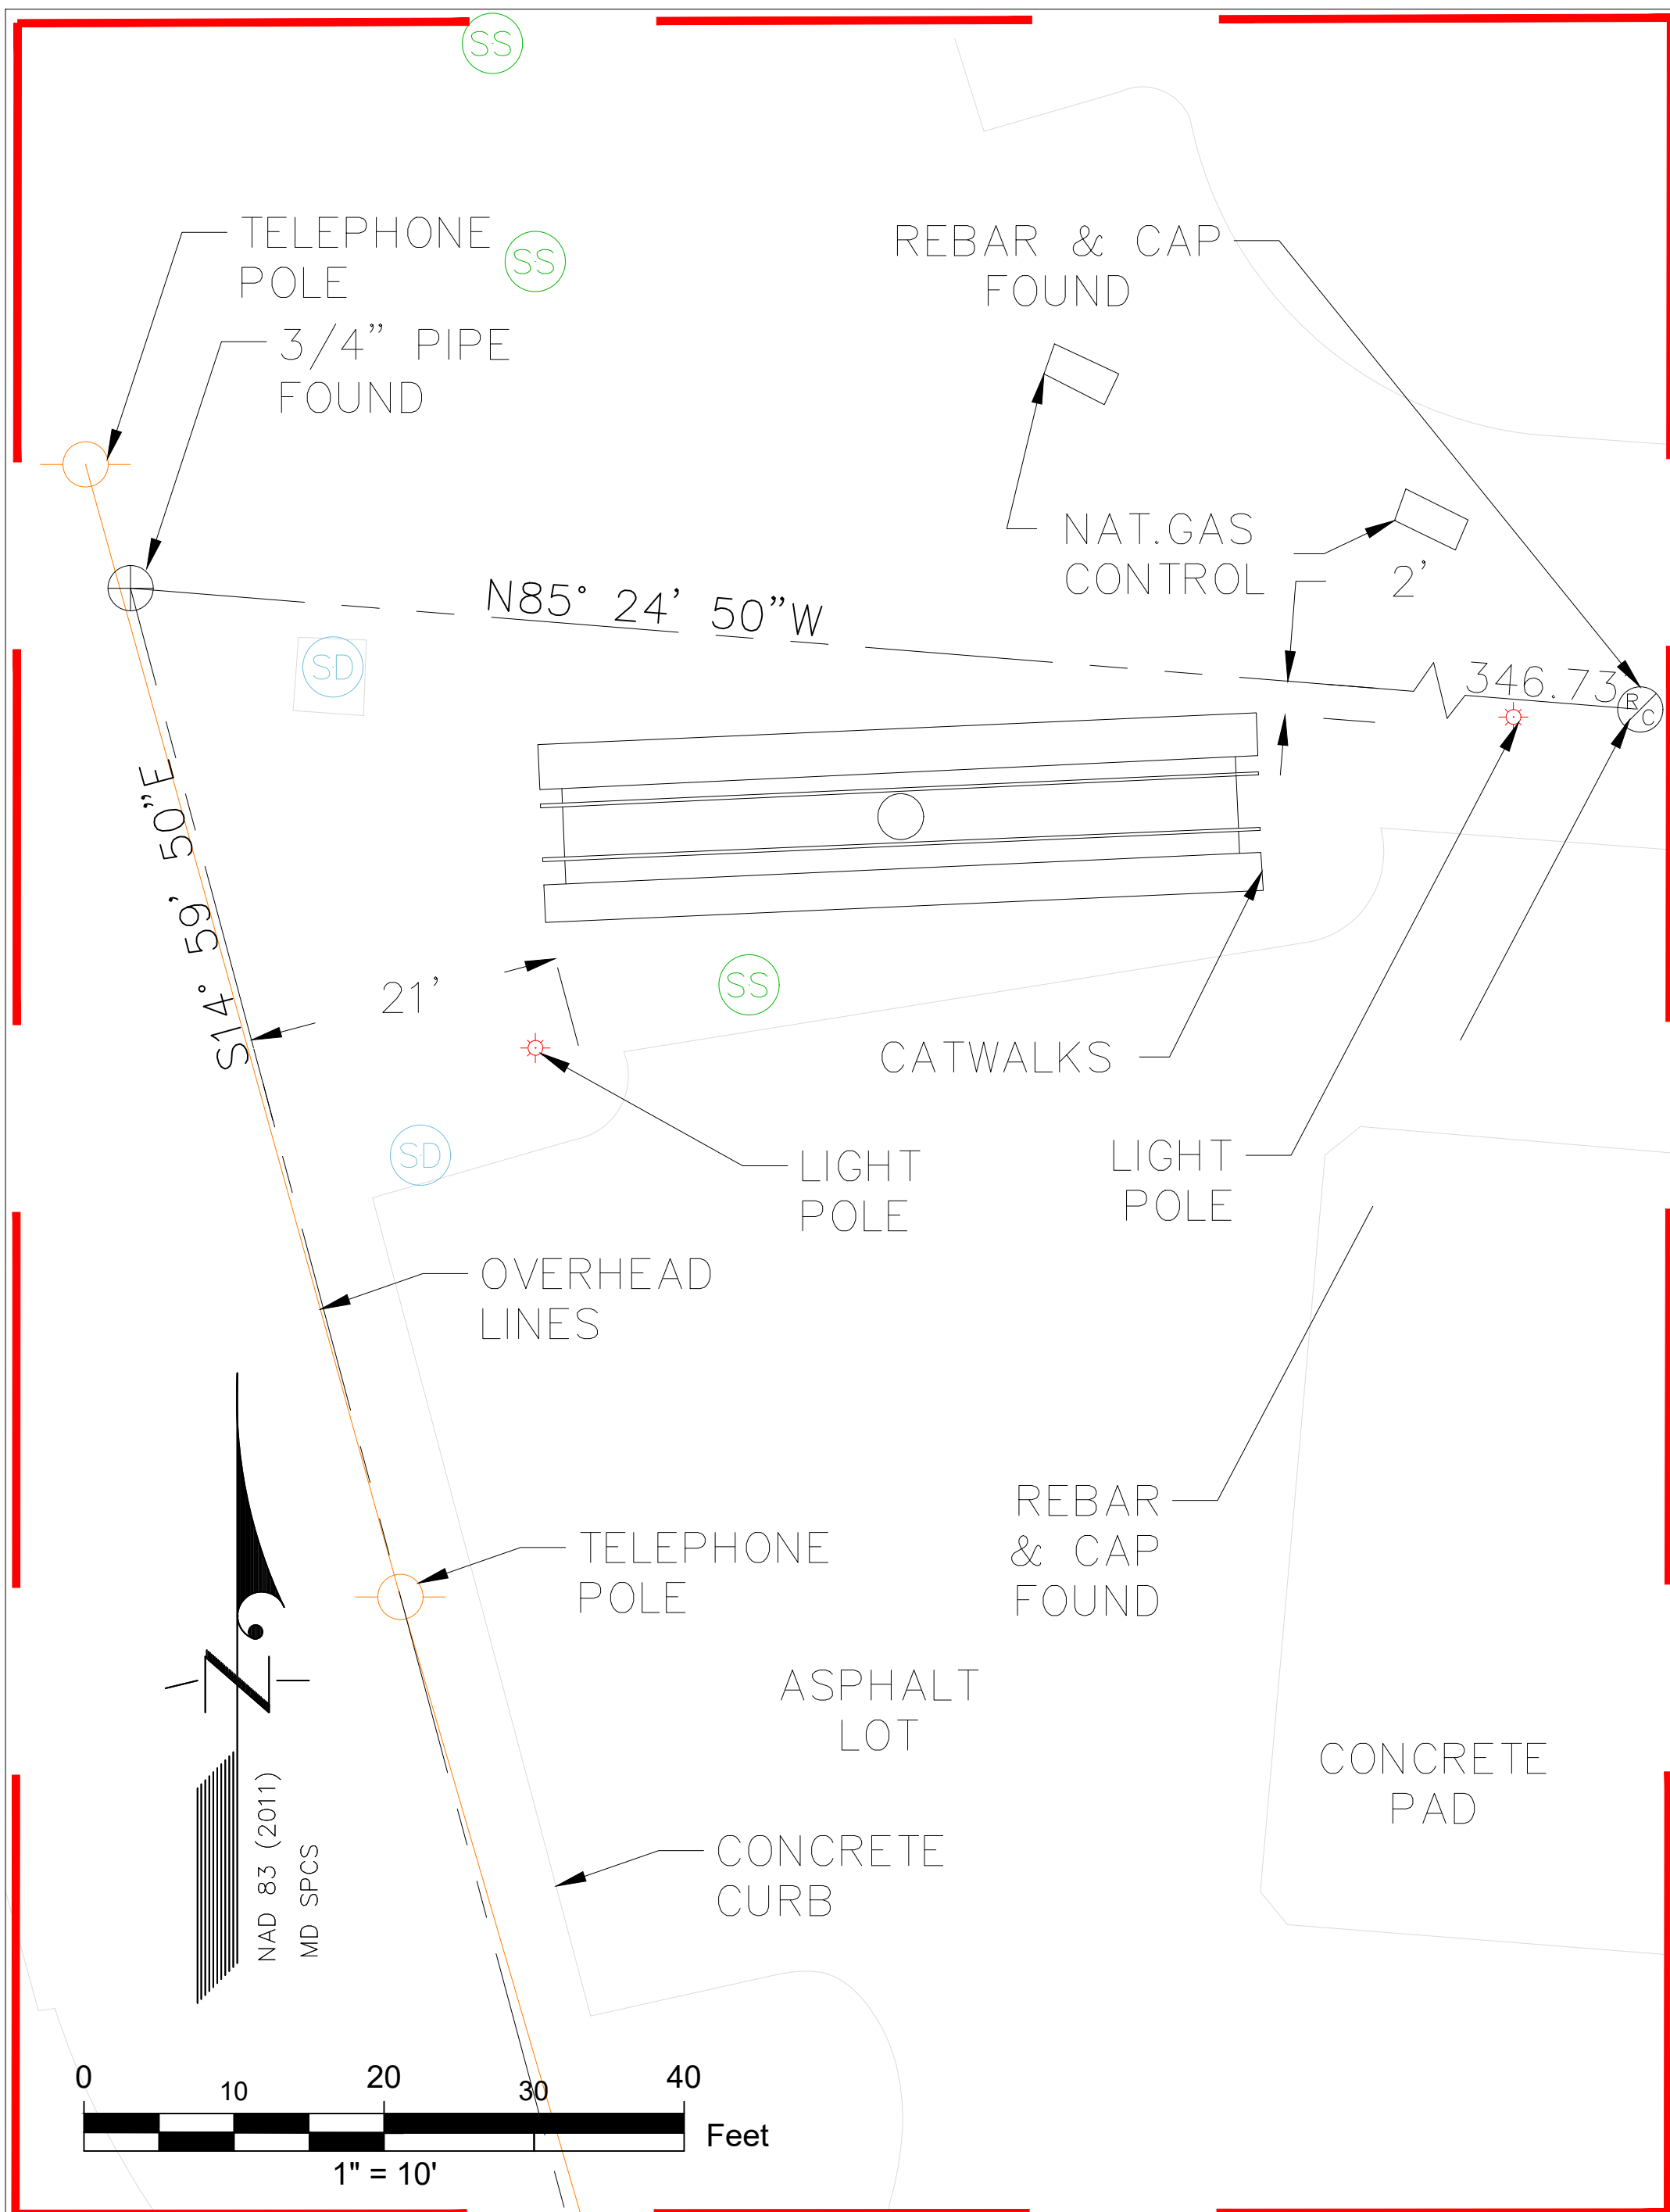 SS
TELEPHONE
POLE
SS
REBAR & CAP
FOUND
3/4" PIPE
FOUND
NAT.GAS
CONTROL
2'
N85° 24' 50"W
346.73'
R
C
SD
S14° 59' 50"E
21'
SS
CATWALKS
SD
LIGHT
POLE
LIGHT
POLE
OVERHEAD
LINES
REBAR
& CAP
FOUND
TELEPHONE
POLE
N
ASPHALT
LOT
CONCRETE
PAD
NAD 83 (2011)
MD SPCS
CONCRETE
CURB
0 10 20 30 40
Feet
1" = 10'